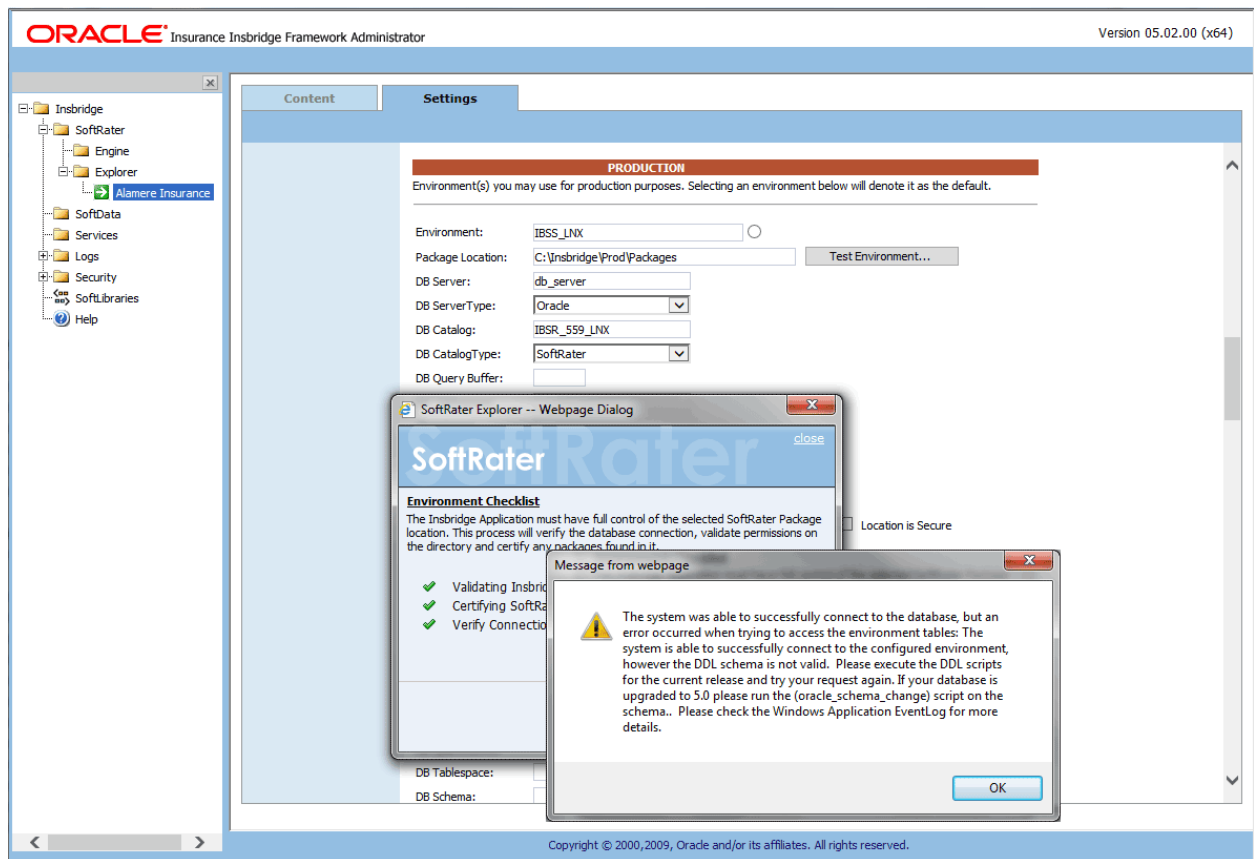 ORACLE Insurance Insbridge Framework Administrator
Version 05.02.00 (x64)
Insbridge
SoftRater
Engine
Explorer
Alamere Insurance
SoftData
Services
Logs
Security
SoftLibraries
Help
Content
Settings
PRODUCTION
Environment(s) you may use for production purposes. Selecting an environment below will denote it as the default.
Environment: IBSS_LNX
Package Location: C:\Insbridge\Prod\Packages Test Environment...
DB Server: db_server
DB ServerType: Oracle
DB Catalog: IBSR_559_LNX
DB CatalogType: SoftRater
DB Query Buffer:
SoftRater Explorer -- Webpage Dialog
close
SoftRater
SoftRater
Environment Checklist
The Insbridge Application must have full control of the selected SoftRater Package
location. This process will verify the database connection, validate permissions on
the directory and certify any packages found in it.
Validating Insbrid
Certifying SoftRa
Verify Connectio
Location is Secure
Message from webpage
The system was able to successfully connect to the database, but an
error occurred when trying to access the environment tables: The
system is able to successfully connect to the configured environment,
however the DDL schema is not valid. Please execute the DDL scripts
for the current release and try your request again. If your database is
upgraded to 5.0 please run the (oracle_schema_change) script on the
schema.. Please check the Windows Application EventLog for more
details.
OK
DB Tablespace:
DB Schema:
Copyright © 2000,2009, Oracle and/or its affiliates. All rights reserved.